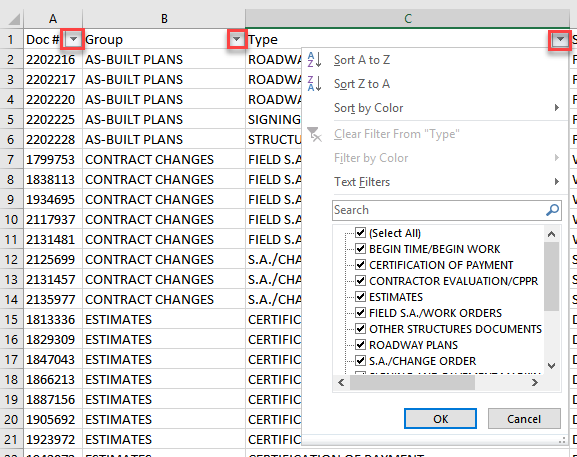 A B C
1 Doc # Group Type S
2 2202216 AS-BUILT PLANS ROADWA
3 2202217 AS-BUILT PLANS ROADWA
4 2202220 AS-BUILT PLANS ROADWA
5 2202225 AS-BUILT PLANS SIGNING
6 2202228 AS-BUILT PLANS STRUCTU
7 1799753 CONTRACT CHANGES FIELD S.A.
8 1838113 CONTRACT CHANGES FIELD S.A.
9 1934695 CONTRACT CHANGES FIELD S.A.
10 2117937 CONTRACT CHANGES FIELD S.A.
11 2131481 CONTRACT CHANGES FIELD S.A.
12 2125699 CONTRACT CHANGES S.A./CHA
13 2131457 CONTRACT CHANGES S.A./CHA
14 2135977 CONTRACT CHANGES S.A./CHA
15 1813336 ESTIMATES CERTIFIC
16 1829309 ESTIMATES CERTIFIC
17 1847043 ESTIMATES CERTIFIC
18 1866213 ESTIMATES CERTIFIC
19 1887156 ESTIMATES CERTIFIC
20 1905692 ESTIMATES CERTIFIC
21 1923972 ESTIMATES CERTIFIC
Sort A to Z
Sort Z to A
Sort by Color
Clear Filter From "Type"
Filter by Color
Text Filters
Search
(Select All)
BEGIN TIME/BEGIN WORK
CERTIFICATION OF PAYMENT
CONTRACTOR EVALUATION/CPPR
ESTIMATES
FIELD S.A./WORK ORDERS
OTHER STRUCTURES DOCUMENTS
ROADWAY PLANS
S.A./CHANGE ORDER
OK Cancel